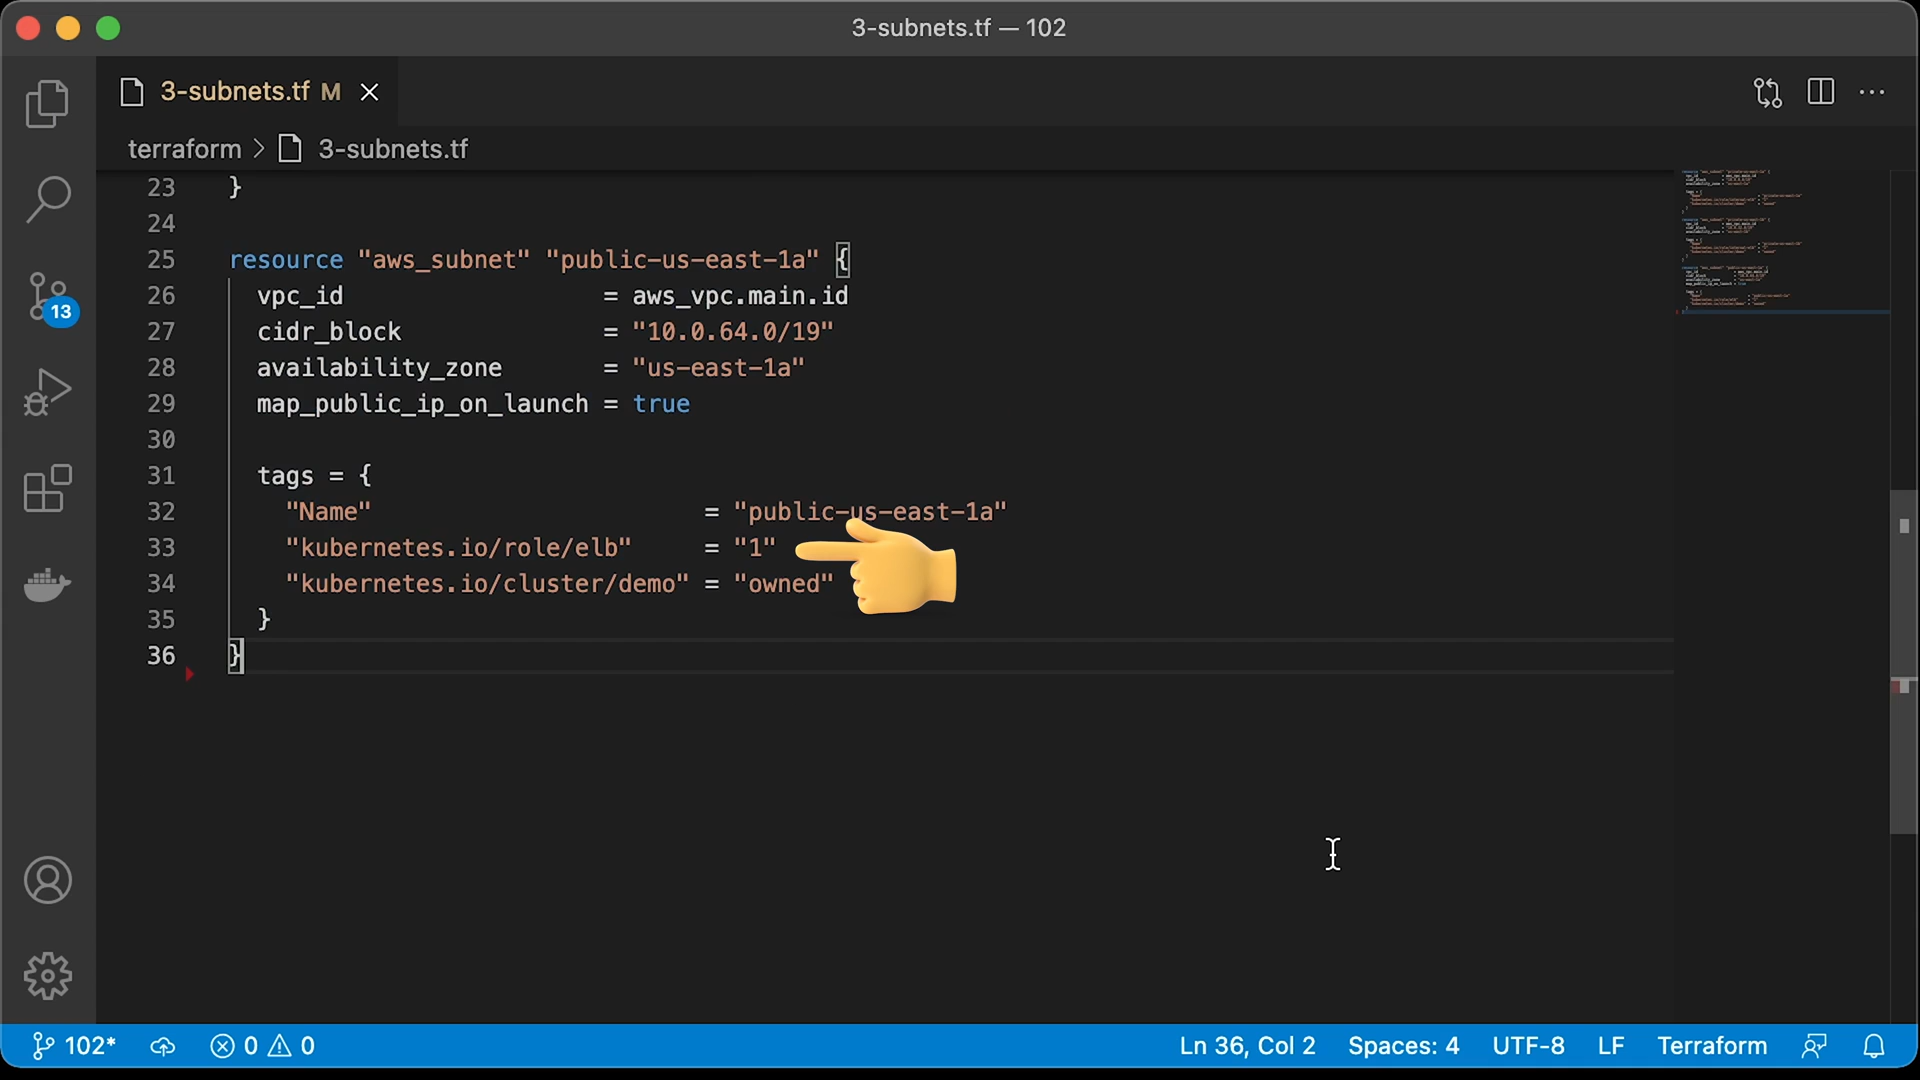 3-subnets.tf — 102
3-subnets.tf M
terraform > 3-subnets.tf
23 }
24
25 resource "aws_subnet" "public-us-east-1a" {
26 vpc_id = aws_vpc.main.id
27 cidr_block = "10.0.64.0/19"
28 availability_zone = "us-east-1a"
29 map_public_ip_on_launch = true
30
31 tags = {
32 "Name" = "public-us-east-1a"
33 "kubernetes.io/role/elb" = "1"
34 "kubernetes.io/cluster/demo" = "owned"
35 }
36 }
13
102* 0 0 Ln 36, Col 2 Spaces: 4 UTF-8 LF Terraform